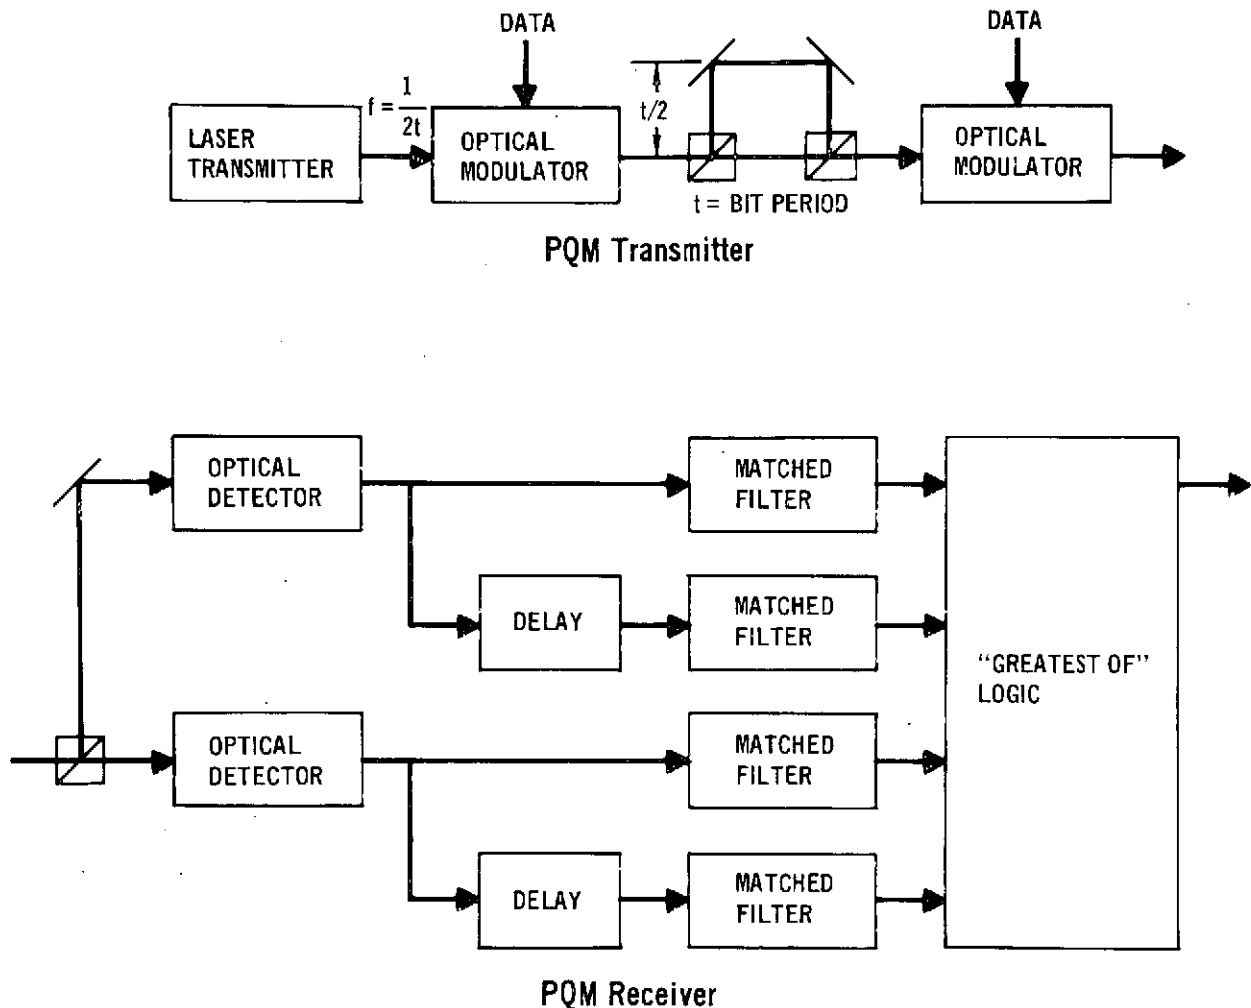 DATA
DATA
f = 1/2t
t/2
LASER
TRANSMITTER
OPTICAL
MODULATOR
OPTICAL
MODULATOR
t = BIT PERIOD
PQM Transmitter
OPTICAL
DETECTOR
MATCHED
FILTER
DELAY
MATCHED
FILTER
"GREATEST OF"
LOGIC
OPTICAL
DETECTOR
MATCHED
FILTER
DELAY
MATCHED
FILTER
PQM Receiver